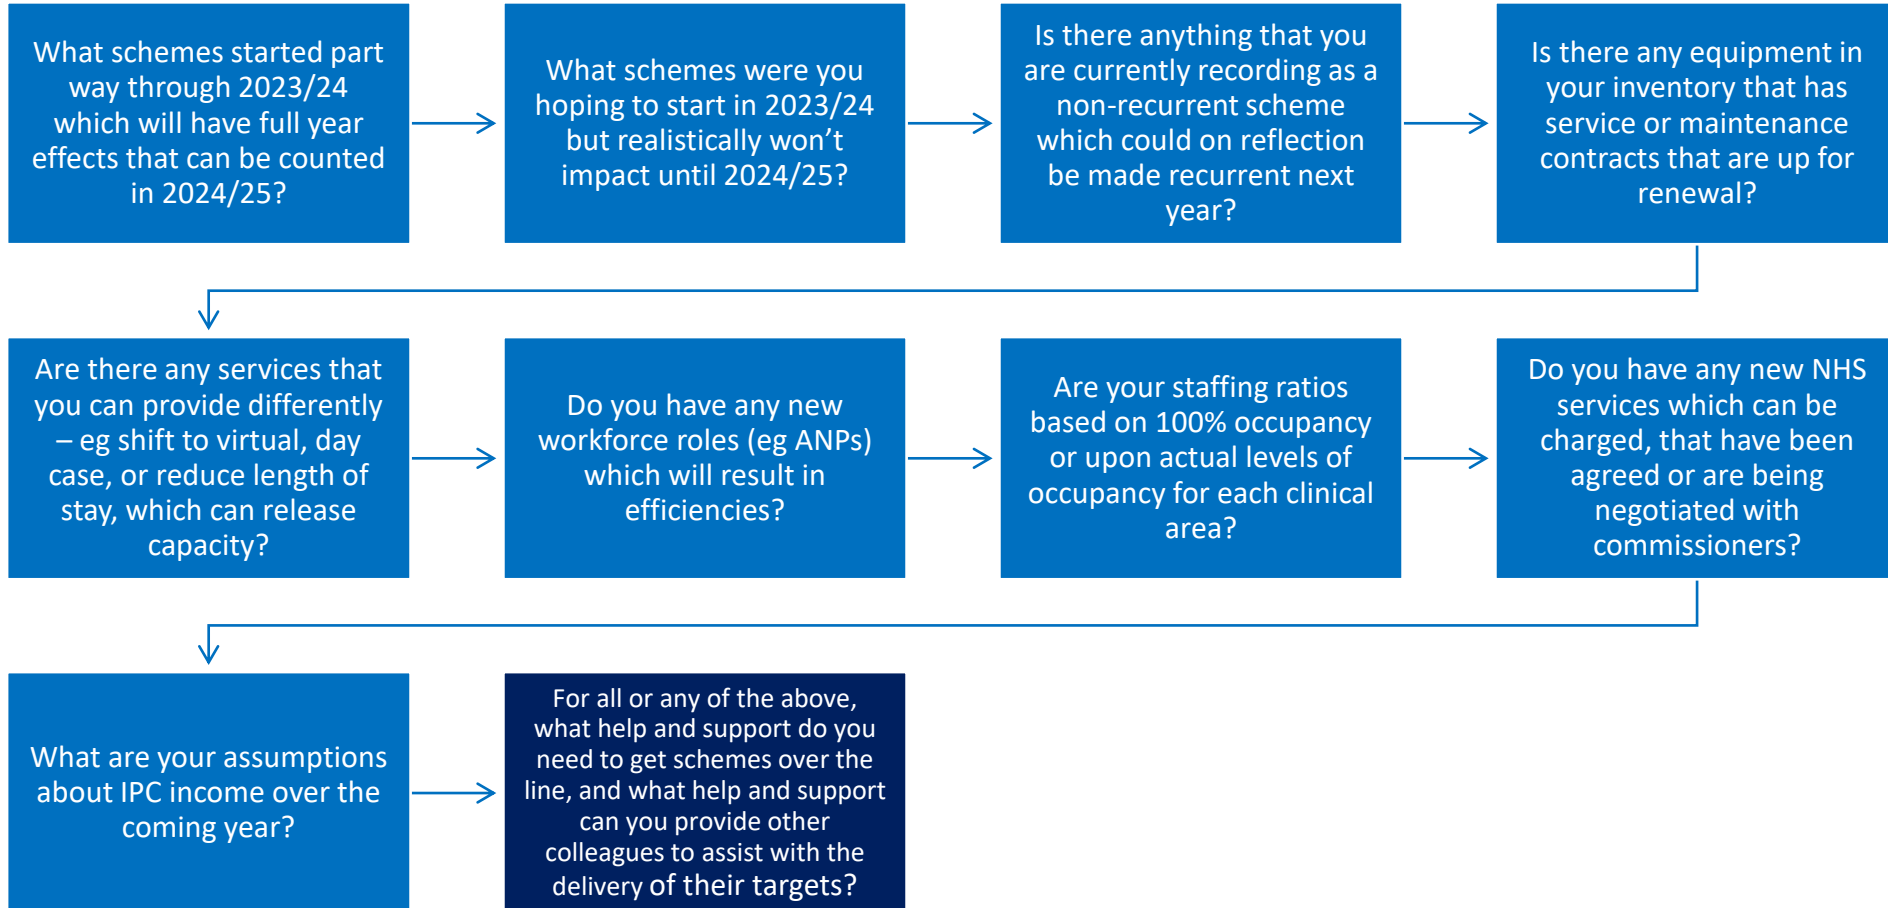 What schemes started part
way through 2023/24
which will have full year
effects that can be counted
in 2024/25?
What schemes were you
hoping to start in 2023/24
but realistically won’t
impact until 2024/25?
Is there anything that you
are currently recording as a
non-recurrent scheme
which could on reflection
be made recurrent next
year?
Is there any equipment in
your inventory that has
service or maintenance
contracts that are up for
renewal?
Are there any services that
you can provide differently
– eg shift to virtual, day
case, or reduce length of
stay, which can release
capacity?
Do you have any new
workforce roles (eg ANPs)
which will result in
efficiencies?
Are your staffing ratios
based on 100% occupancy
or upon actual levels of
occupancy for each clinical
area?
Do you have any new NHS
services which can be
charged, that have been
agreed or are being
negotiated with
commissioners?
What are your assumptions
about IPC income over the
coming year?
For all or any of the above,
what help and support do you
need to get schemes over the
line, and what help and support
can you provide other
colleagues to assist with the
delivery of their targets?